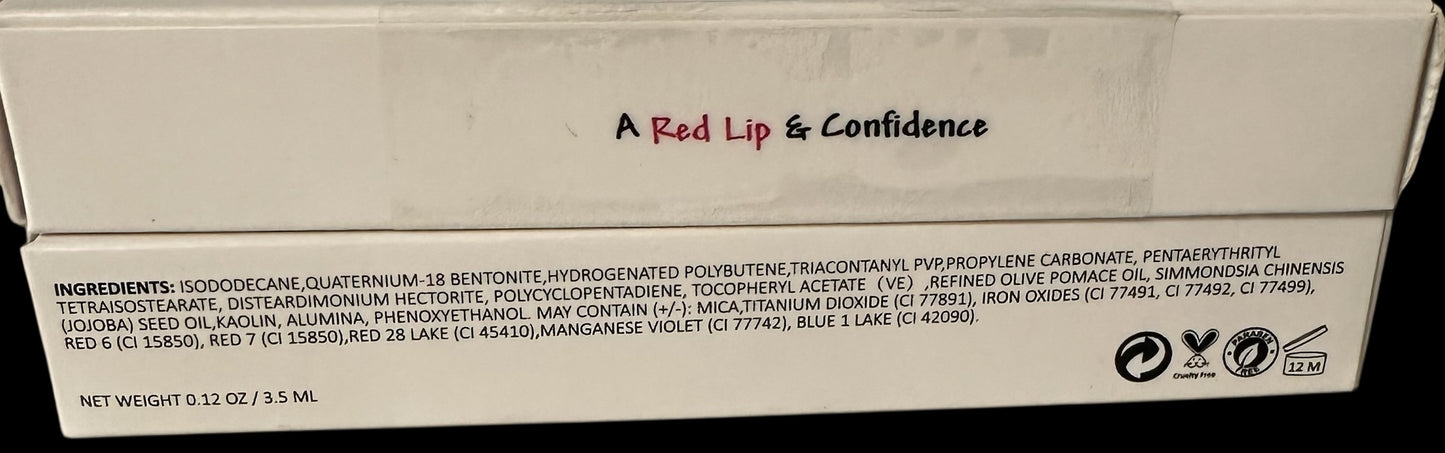 A Red Lip & Confidence
INGREDIENTS: ISODODECANE,QUATERNIUM-18 BENTONITE,HYDROGENATED POLYBUTENE,TRIACONTANYL PVP,PROPYLENE CARBONATE, PENTAERYTHRITYL
TETRAISOSTEARATE, DISTEARDIMONIUM HECTORITE, POLYCYCLOPENTADIENE, TOCOPHERYL ACETATE（VE）,REFINED OLIVE POMACE OIL, SIMMONDSIA CHINENSIS
(JOJOBA) SEED OIL,KAOLIN, ALUMINA, PHENOXYETHANOL. MAY CONTAIN (+/-): MICA,TITANIUM DIOXIDE (CI 77891), IRON OXIDES (CI 77491, CI 77492, CI 77499),
RED 6 (CI 15850), RED 7 (CI 15850),RED 28 LAKE (CI 45410),MANGANESE VIOLET (CI 77742), BLUE 1 LAKE (CI 42090).
Cruelty Free
PARABEN FREE
12 M
NET WEIGHT 0.12 OZ / 3.5 ML